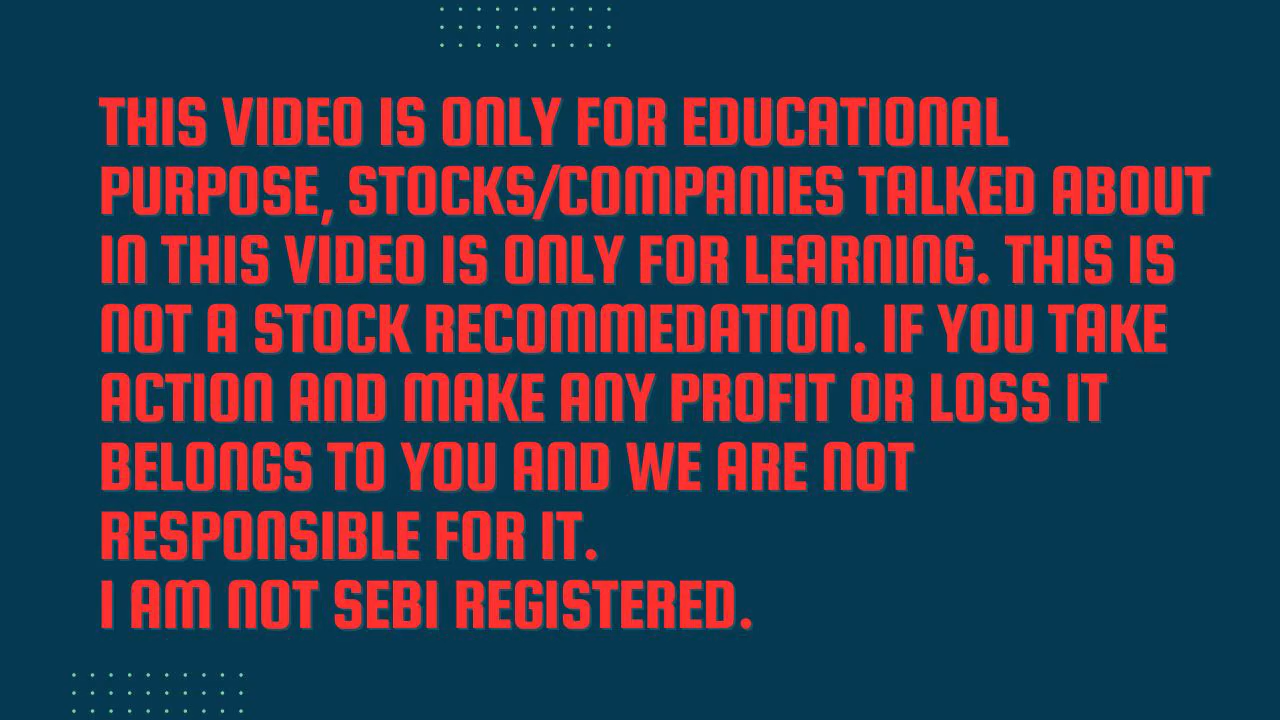 THIS VIDEO IS ONLY FOR EDUCATIONAL
PURPOSE, STOCKS/COMPANIES TALKED ABOUT
IN THIS VIDEO IS ONLY FOR LEARNING. THIS IS
NOT A STOCK RECOMMEDATION. IF YOU TAKE
ACTION AND MAKE ANY PROFIT OR LOSS IT
BELONGS TO YOU AND WE ARE NOT
RESPONSIBLE FOR IT.
I AM NOT SEBI REGISTERED.